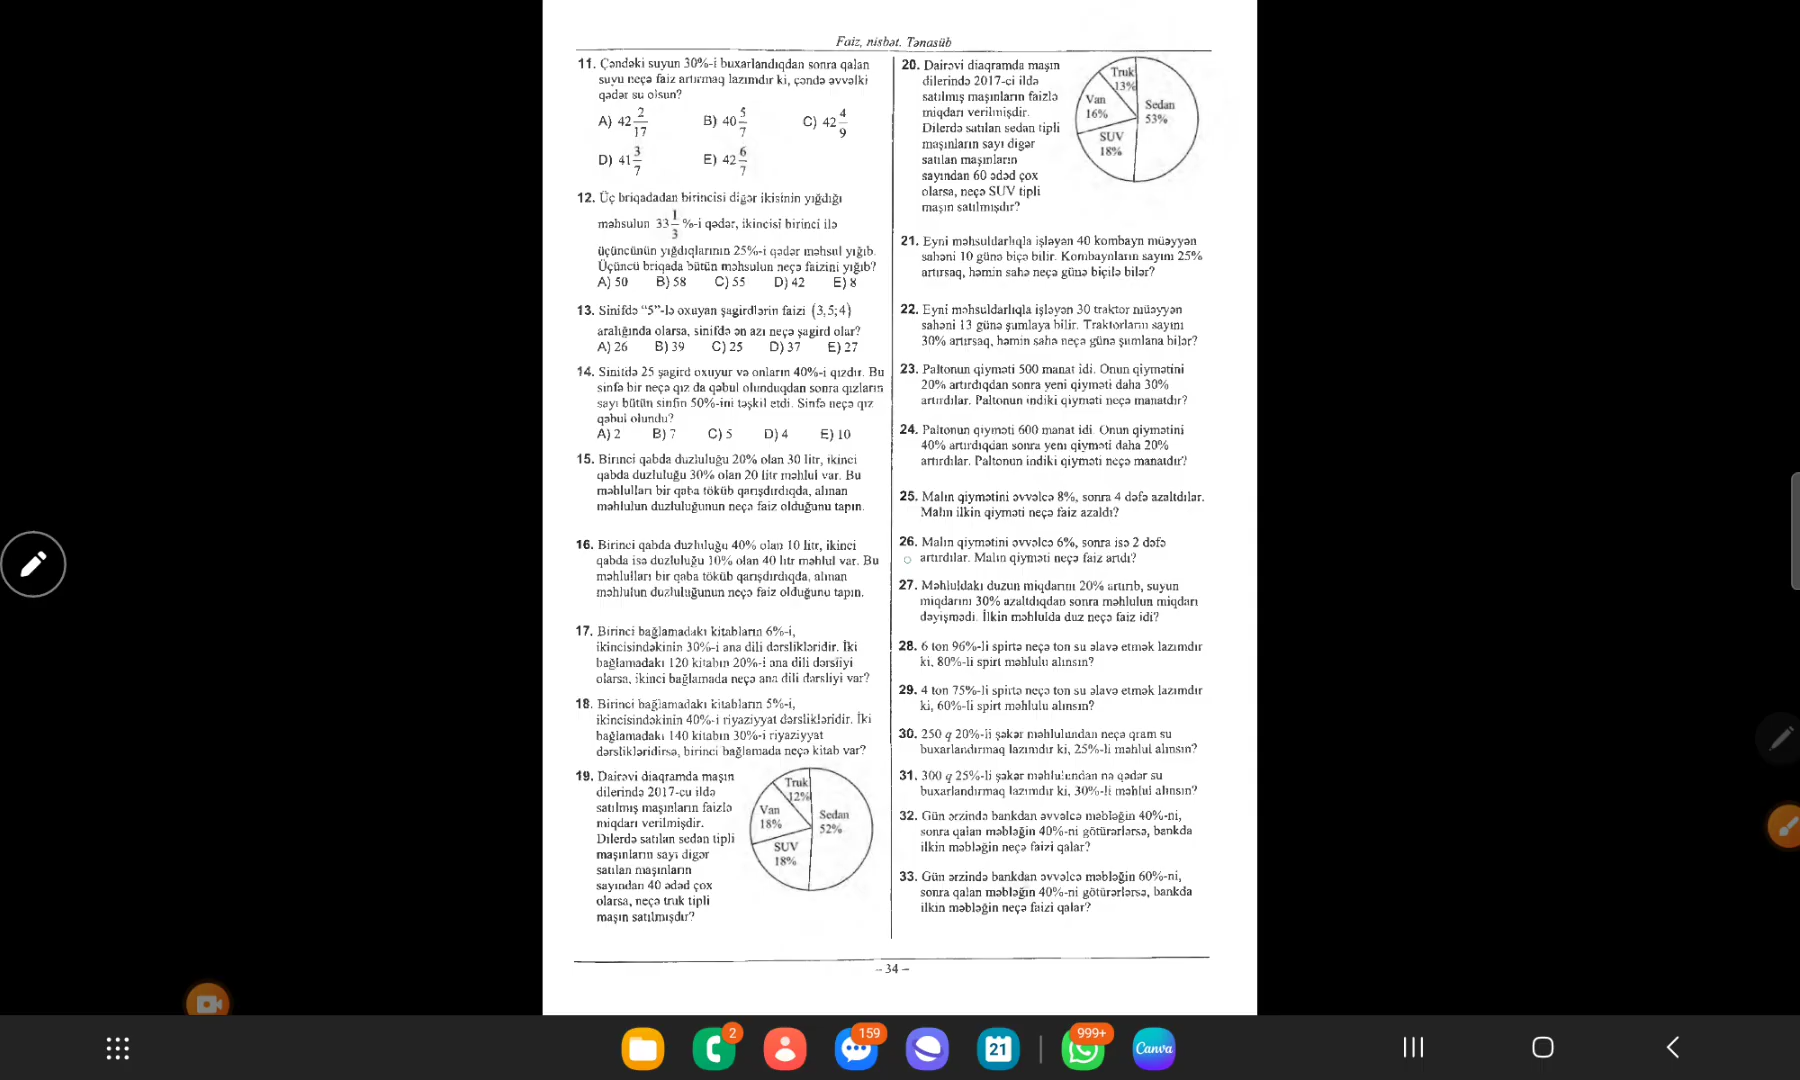 Faiz, nisbət. Tənasüb
11. Çəndəki suyun 30%-i buxarlandıqdan sonra qalan
suyu neçə faiz artırmaq lazımdır ki, çəndə əvvəlki
qədər su olsun?
A) 42 2/17 B) 40 5/7 C) 42 4/9
D) 41 3/7 E) 42 6/7
12. Üç briqadadan birincisi digər ikisinin yığdığı
məhsulun 33 1/3 %-i qədər, ikincisi birinci ilə
üçüncünün yığdıqlarının 25%-i qədər məhsul yığıb.
Üçüncü briqada bütün məhsulun neçə faizini yığıb?
A) 50 B) 58 C) 55 D) 42 E) 8
13. Sinifdə “5”-lə oxuyan şagirdlərin faizi (3,5;4)
aralığında olarsa, sinifdə ən azı neçə şagird olar?
A) 26 B) 39 C) 25 D) 37 E) 27
14. Sinifdə 25 şagird oxuyur və onların 40%-i qızdır. Bu
sinfə bir neçə qız da qəbul olunduqdan sonra qızların
sayı bütün sinfin 50%-ini təşkil etdi. Sinfə neçə qız
qəbul olundu?
A) 2 B) 7 C) 5 D) 4 E) 10
15. Birinci qabda duzluluğu 20% olan 30 litr, ikinci
qabda duzluluğu 30% olan 20 litr məhlul var. Bu
məhlulları bir qaba töküb qarışdırdıqda, alınan
məhlulun duzluluğunun neçə faiz olduğunu tapın.
16. Birinci qabda duzluluğu 40% olan 10 litr, ikinci
qabda isə duzluluğu 10% olan 40 litr məhlul var. Bu
məhlulları bir qaba töküb qarışdırdıqda, alınan
məhlulun duzluluğunun neçə faiz olduğunu tapın.
17. Birinci bağlamadakı kitabların 6%-i,
ikincisindəkinin 30%-i ana dili dərslikləridir. İki
bağlamadakı 120 kitabın 20%-i ana dili dərsliyi
olarsa, ikinci bağlamada neçə ana dili dərsliyi var?
18. Birinci bağlamadakı kitabların 5%-i,
ikincisindəkinin 40%-i riyaziyyat dərslikləridir. İki
bağlamadakı 140 kitabın 30%-i riyaziyyat
dərslikləridirsə, birinci bağlamada neçə kitab var?
19. Dairəvi diaqramda maşın
dilerində 2017-cu ildə
satılmış maşınların faizlə
miqdarı verilmişdir.
Dilerdə satılan sedan tipli
maşınların sayı digər
satılan maşınların
sayından 40 ədəd çox
olarsa, neçə truk tipli
maşın satılmışdır?
Truk
12%
Van
18%
Sedan
52%
SUV
18%
20. Dairəvi diaqramda maşın
dilerində 2017-ci ildə
satılmış maşınların faizlə
miqdarı verilmişdir.
Dilerdə satılan sedan tipli
maşınların sayı digər
satılan maşınların
sayından 60 ədəd çox
olarsa, neçə SUV tipli
maşın satılmışdır?
Truk
13%
Van
16%
Sedan
53%
SUV
18%
21. Eyni məhsuldarlıqla işləyən 40 kombayn müəyyən
sahəni 10 günə biçə bilir. Kombaynların sayını 25%
artırsaq, həmin sahə neçə günə biçilə bilər?
22. Eyni məhsuldarlıqla işləyən 30 traktor müəyyən
sahəni 13 günə şumlaya bilir. Traktorların sayını
30% artırsaq, həmin sahə neçə günə şumlana bilər?
23. Paltonun qiyməti 500 manat idi. Onun qiymətini
20% artırdıqdan sonra yeni qiyməti daha 30%
artırdılar. Paltonun indiki qiyməti neçə manatdır?
24. Paltonun qiyməti 600 manat idi. Onun qiymətini
40% artırdıqdan sonra yeni qiyməti daha 20%
artırdılar. Paltonun indiki qiyməti neçə manatdır?
25. Malın qiymətini əvvəlcə 8%, sonra 4 dəfə azaltdılar.
Malın ilkin qiyməti neçə faiz azaldı?
26. Malın qiymətini əvvəlcə 6%, sonra isə 2 dəfə
artırdılar. Malın qiyməti neçə faiz artdı?
27. Məhluldakı duzun miqdarını 20% artırıb, suyun
miqdarını 30% azaltdıqdan sonra məhlulun miqdarı
dəyişmədi. İlkin məhlulda duz neçə faiz idi?
28. 6 ton 96%-li spirtə neçə ton su əlavə etmək lazımdır
ki, 80%-li spirt məhlulu alınsın?
29. 4 ton 75%-li spirtə neçə ton su əlavə etmək lazımdır
ki, 60%-li spirt məhlulu alınsın?
30. 250 q 20%-li şəkər məhlulundan neçə qram su
buxarlandırmaq lazımdır ki, 25%-li məhlul alınsın?
31. 300 q 25%-li şəkər məhlulundan nə qədər su
buxarlandırmaq lazımdır ki, 30%-li məhlul alınsın?
32. Gün ərzində bankdan əvvəlcə məbləğin 40%-ni,
sonra qalan məbləğin 40%-ni götürərlərsə, bankda
ilkin məbləğin neçə faizi qalar?
33. Gün ərzində bankdan əvvəlcə məbləğin 60%-ni,
sonra qalan məbləğin 40%-ni götürərlərsə, bankda
ilkin məbləğin neçə faizi qalar?
– 34 –
2
159
21
999+
Canva